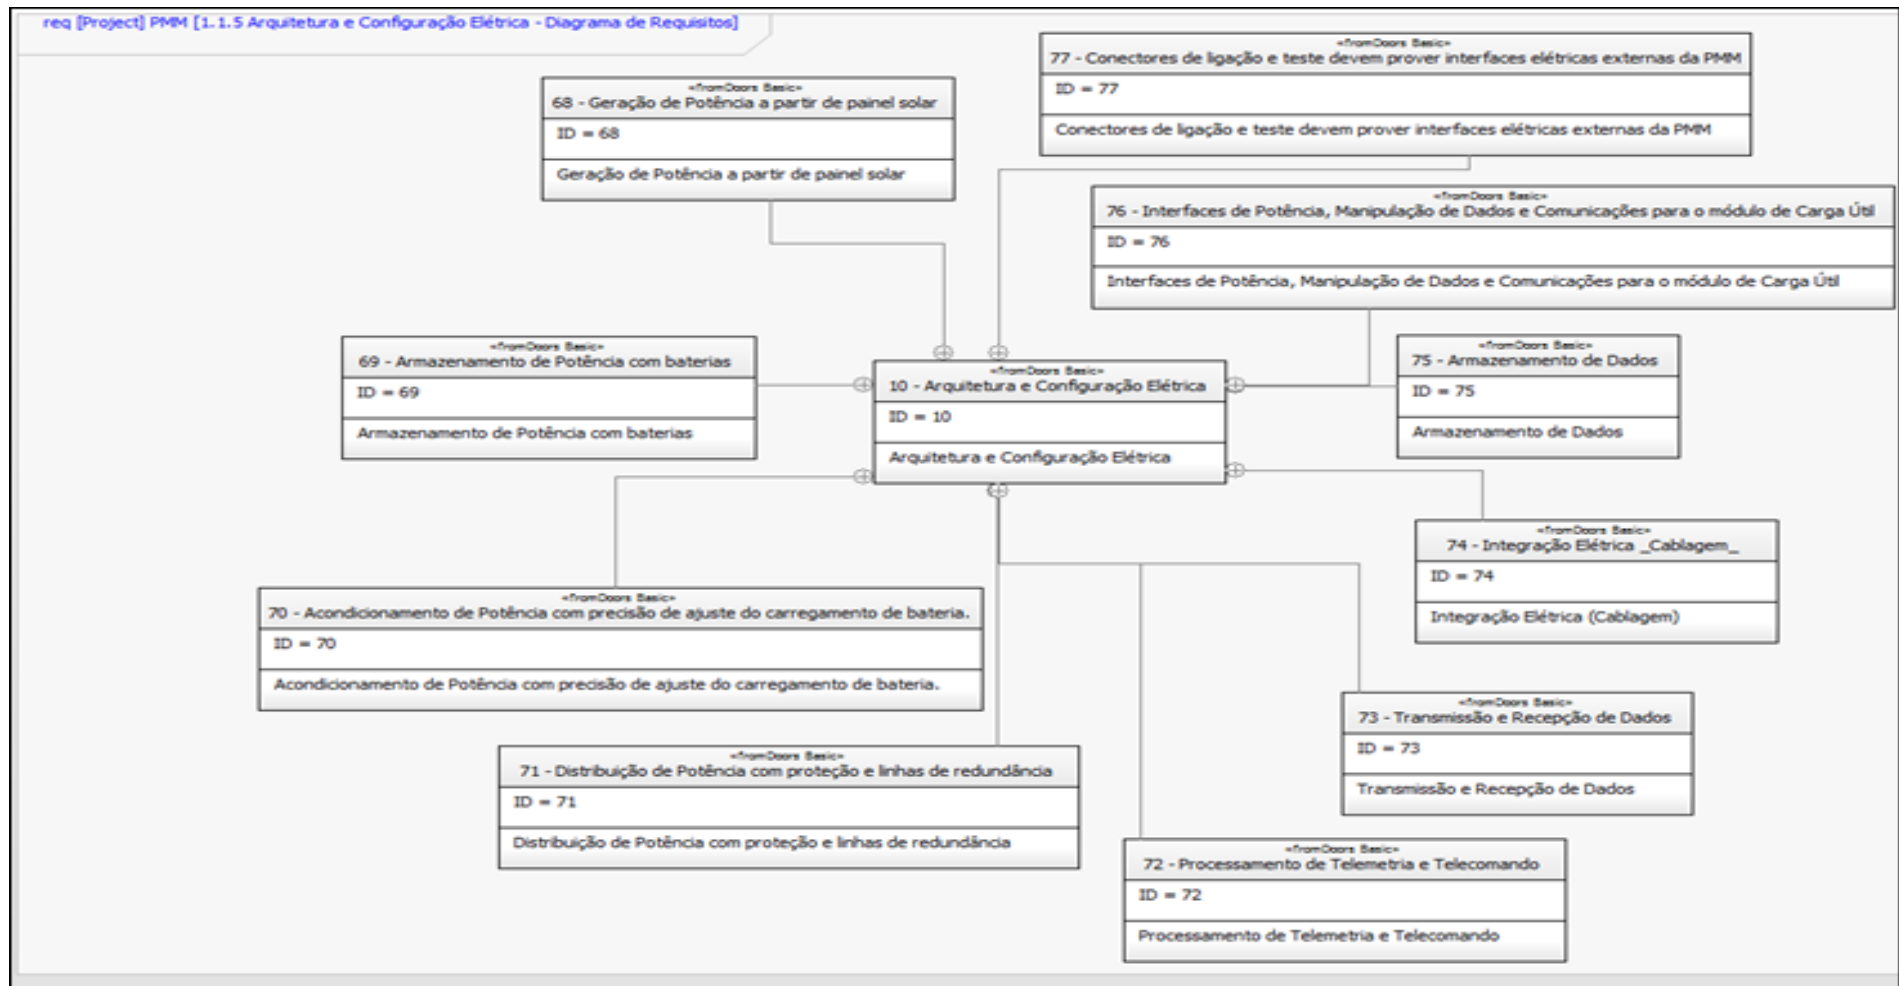 req [Project] PMM [1.1.5 Arquitetura e Configuração Elétrica - Diagrama de Requisitos]
«fromDoors Basic»
77 - Conectores de ligação e teste devem prover interfaces elétricas externas da PMM
ID = 77
Conectores de ligação e teste devem prover interfaces elétricas externas da PMM
«fromDoors Basic»
68 - Geração de Potência a partir de painel solar
ID = 68
Geração de Potência a partir de painel solar
«fromDoors Basic»
76 - Interfaces de Potência, Manipulação de Dados e Comunicações para o módulo de Carga Útil
ID = 76
Interfaces de Potência, Manipulação de Dados e Comunicações para o módulo de Carga Útil
«fromDoors Basic»
69 - Armazenamento de Potência com baterias
ID = 69
Armazenamento de Potência com baterias
«fromDoors Basic»
10 - Arquitetura e Configuração Elétrica
ID = 10
Arquitetura e Configuração Elétrica
«fromDoors Basic»
75 - Armazenamento de Dados
ID = 75
Armazenamento de Dados
«fromDoors Basic»
74 - Integração Elétrica _Cablagem_
ID = 74
Integração Elétrica (Cablagem)
«fromDoors Basic»
70 - Acondicionamento de Potência com precisão de ajuste do carregamento de bateria.
ID = 70
Acondicionamento de Potência com precisão de ajuste do carregamento de bateria.
«fromDoors Basic»
73 - Transmissão e Recepção de Dados
ID = 73
Transmissão e Recepção de Dados
«fromDoors Basic»
71 - Distribuição de Potência com proteção e linhas de redundância
ID = 71
Distribuição de Potência com proteção e linhas de redundância
«fromDoors Basic»
72 - Processamento de Telemetria e Telecomando
ID = 72
Processamento de Telemetria e Telecomando